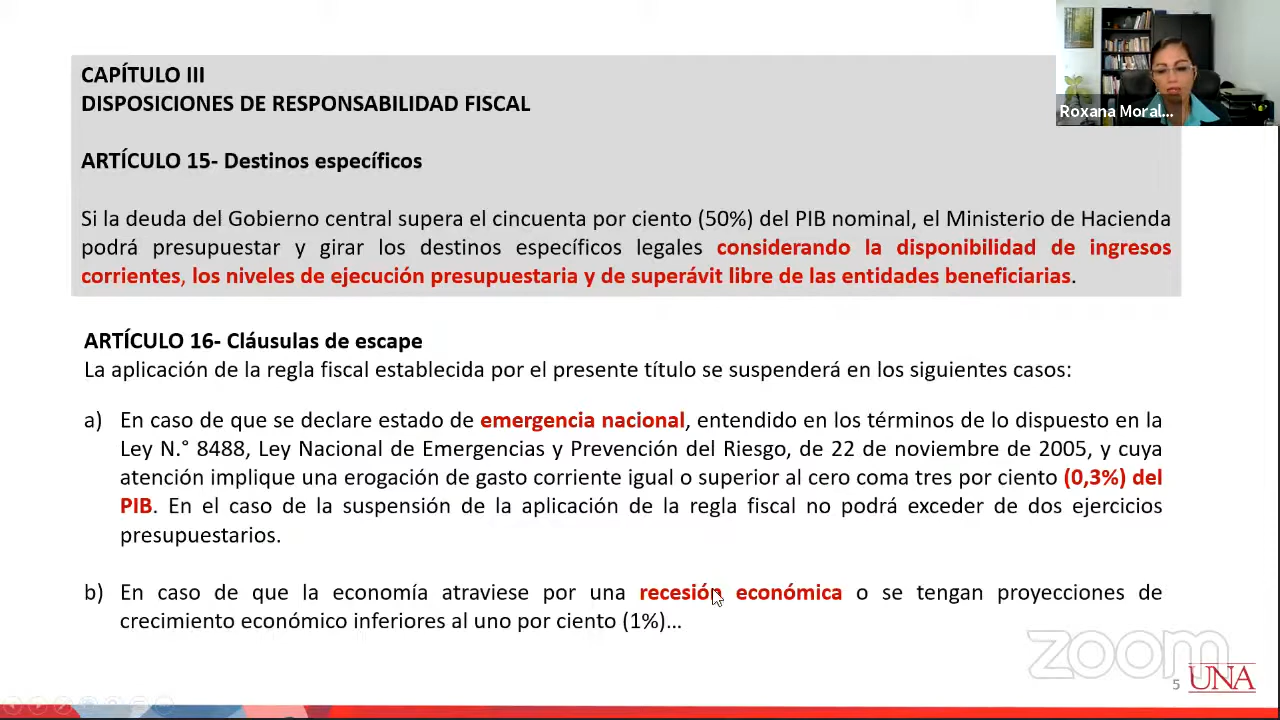 CAPÍTULO III
DISPOSICIONES DE RESPONSABILIDAD FISCAL
ARTÍCULO 15- Destinos específicos
Si la deuda del Gobierno central supera el cincuenta por ciento (50%) del PIB nominal, el Ministerio de Hacienda
podrá presupuestar y girar los destinos específicos legales considerando la disponibilidad de ingresos
corrientes, los niveles de ejecución presupuestaria y de superávit libre de las entidades beneficiarias.
Roxana Moral...
ARTÍCULO 16- Cláusulas de escape
La aplicación de la regla fiscal establecida por el presente título se suspenderá en los siguientes casos:
a) En caso de que se declare estado de emergencia nacional, entendido en los términos de lo dispuesto en la
Ley N.° 8488, Ley Nacional de Emergencias y Prevención del Riesgo, de 22 de noviembre de 2005, y cuya
atención implique una erogación de gasto corriente igual o superior al cero coma tres por ciento (0,3%) del
PIB. En el caso de la suspensión de la aplicación de la regla fiscal no podrá exceder de dos ejercicios
presupuestarios.
b) En caso de que la economía atraviese por una recesión económica o se tengan proyecciones de
crecimiento económico inferiores al uno por ciento (1%)...
zoom
5 UNA